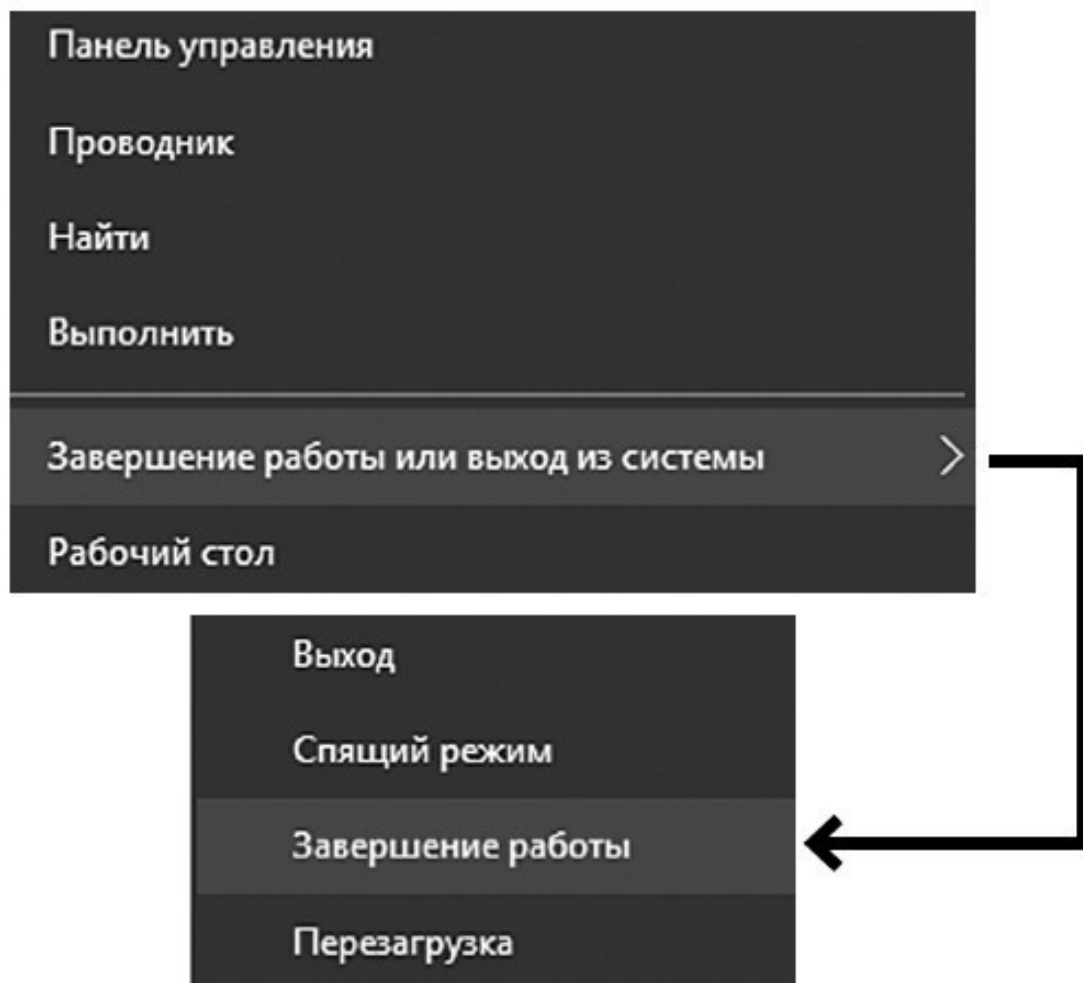 Панель управления
Проводник
Найти
Выполнить
Завершение работы или выход из системы
Рабочий стол
Выход
Спящий режим
Завершение работы
Перезагрузка